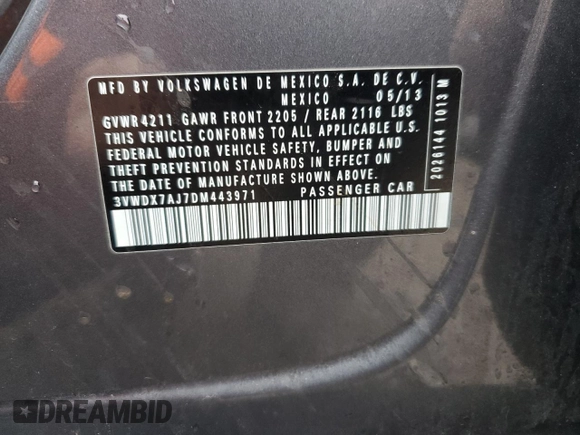 MFD BY VOLKSWAGEN DE MEXICO S.A. DE C.V.
MEXICO 05/13
GVWR 4211 GAWR FRONT 2205 / REAR 2116 LBS
THIS VEHICLE CONFORMS TO ALL APPLICABLE U.S.
FEDERAL MOTOR VEHICLE SAFETY, BUMPER AND
THEFT PREVENTION STANDARDS IN EFFECT ON
THE DATE OF MANUFACTURE SHOWN ABOVE.
3VWDX7AJ7DM443971 PASSENGER CAR
2026144 1013 M
DREAMBID